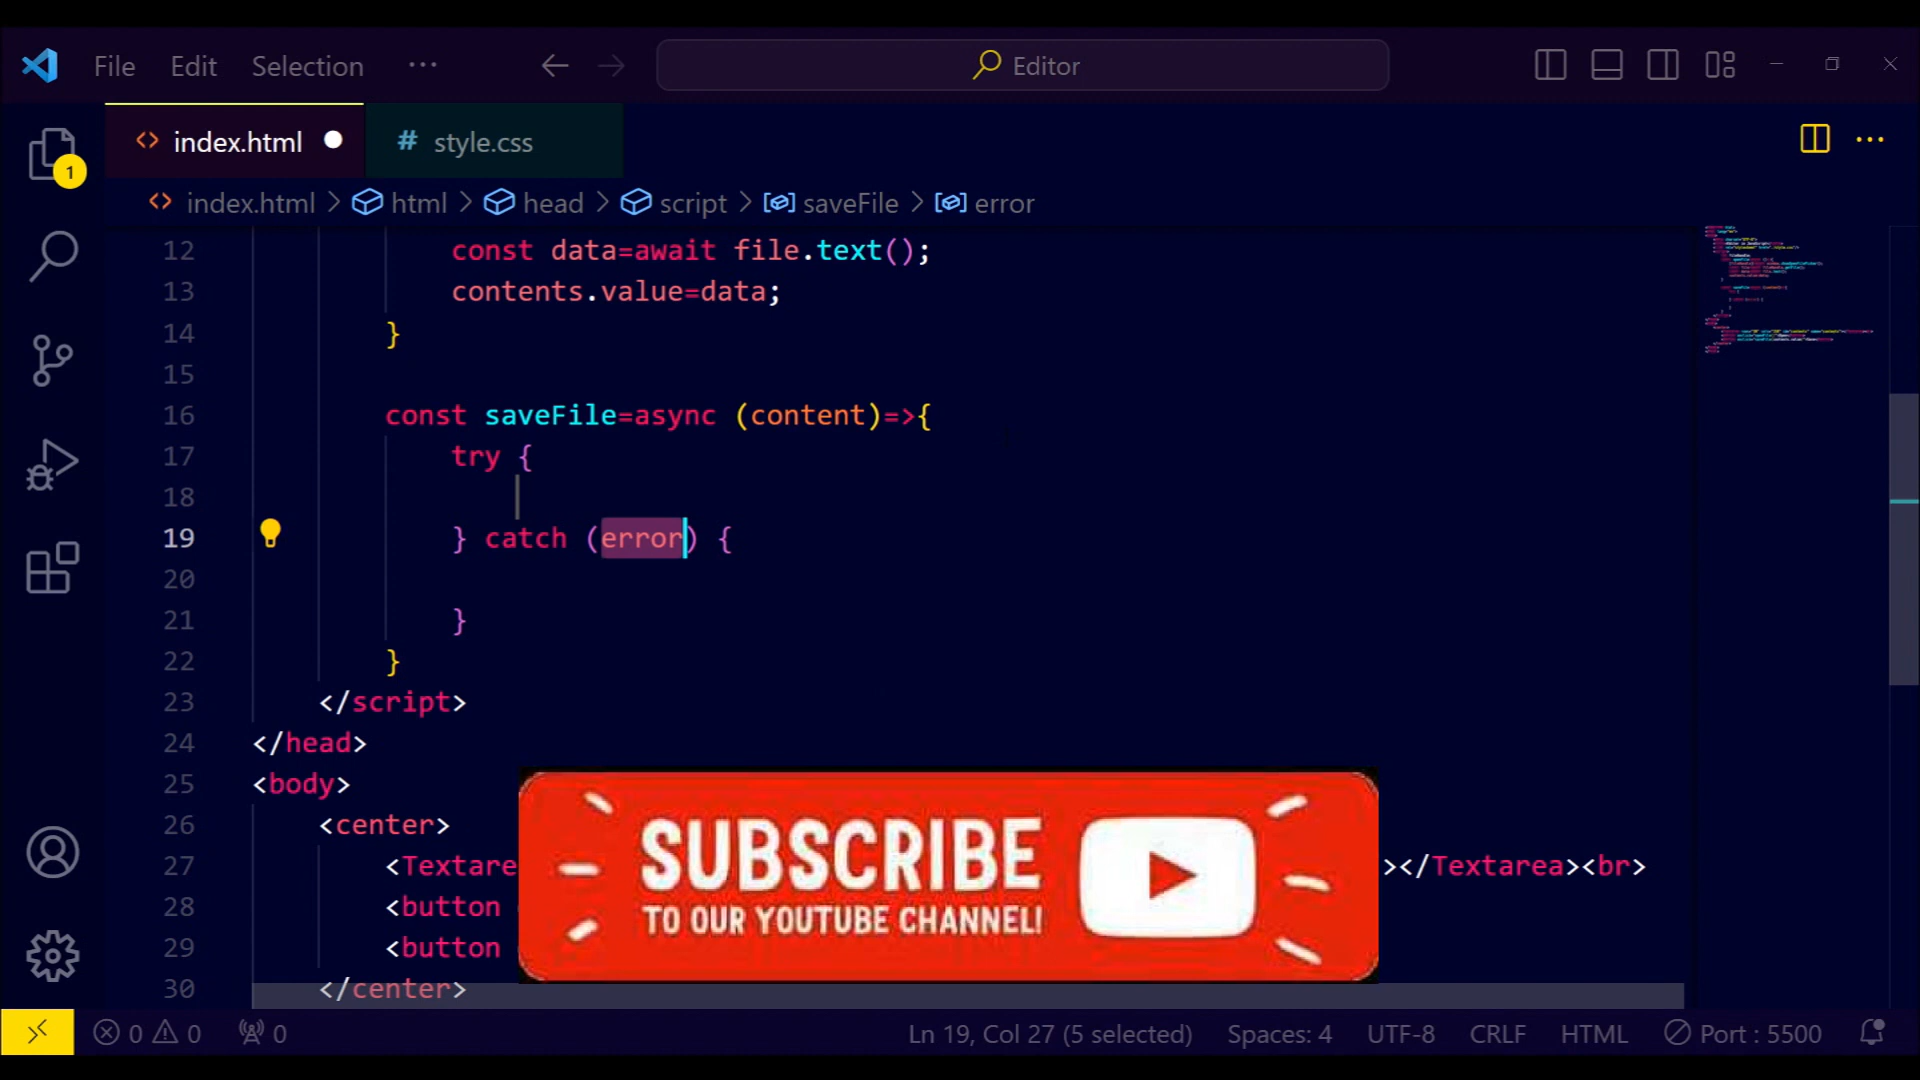 File Edit Selection ··· Editor
index.html style.css
1
index.html > html > head > script > saveFile > error
12 const data=await file.text();
13 contents.value=data;
14 }
15
16 const saveFile=async (content)=>{
17 try {
18
19 } catch (error) {
20
21 }
22 }
23 </script>
24 </head>
25 <body>
26 <center>
27 <Textare ></Textarea><br>
28 <button
29 <button
30 </center>
SUBSCRIBE
TO OUR YOUTUBE CHANNEL!
0 0 0 Ln 19, Col 27 (5 selected) Spaces: 4 UTF-8 CRLF HTML Port : 5500